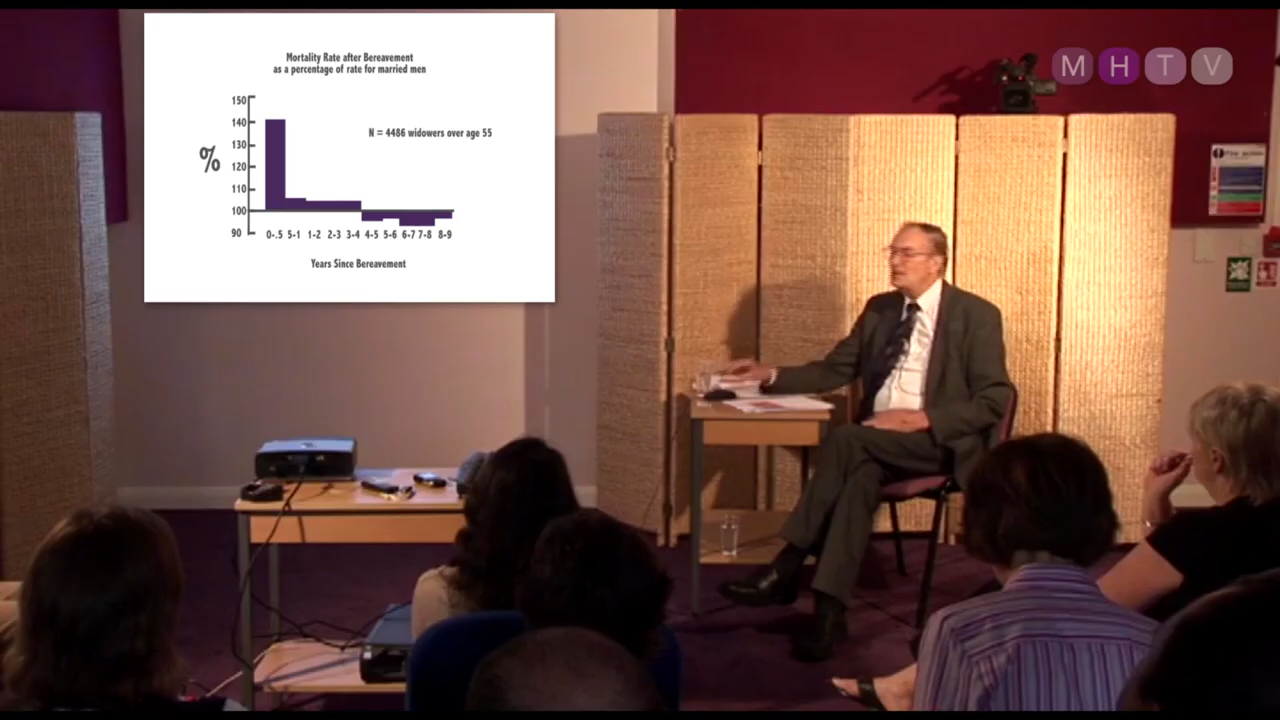 Mortality Rate after Bereavement
as a percentage of rate for married men
150
140
130
120
110
100
90
%
N = 4486 widowers over age 55
0-.5 5-1 1-2 2-3 3-4 4-5 5-6 6-7 7-8 8-9
Years Since Bereavement
M H T V
Fire action